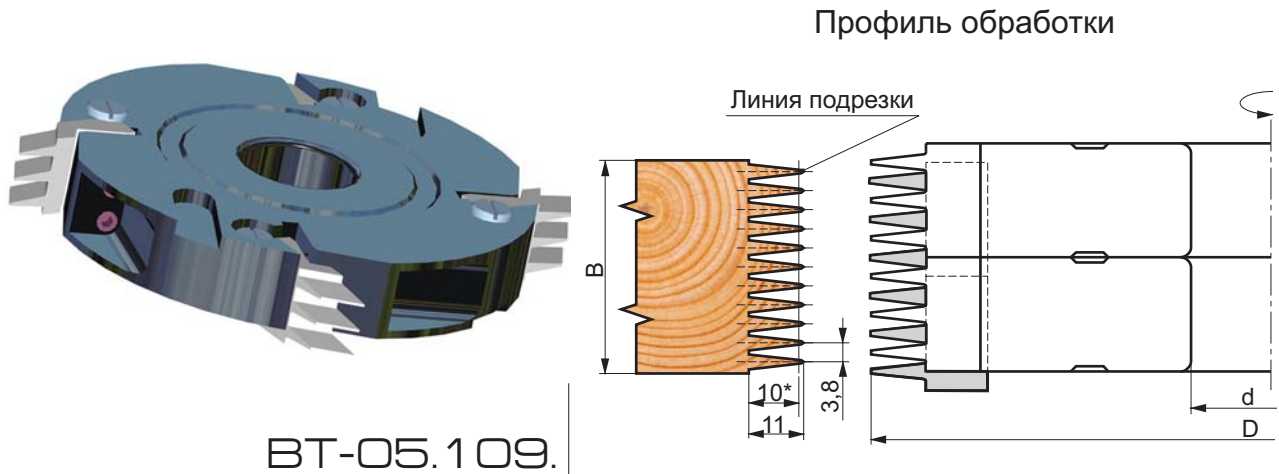 Профиль обработки
Линия подрезки
B
10*
11
3,8
d
D
BT-05.109.